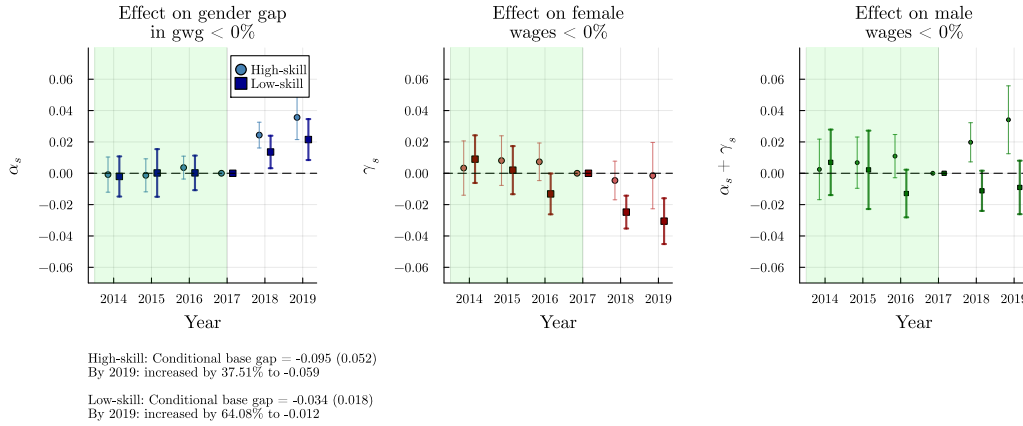 Effect on gender gap
in gwg < 0%
High-skill
Low-skill
α_s
0.06
0.04
0.02
0.00
−0.02
−0.04
−0.06
2014 2015 2016 2017 2018 2019
Year
Effect on female
wages < 0%
γ_s
0.06
0.04
0.02
0.00
−0.02
−0.04
−0.06
2014 2015 2016 2017 2018 2019
Year
Effect on male
wages < 0%
α_s + γ_s
0.06
0.04
0.02
0.00
−0.02
−0.04
−0.06
2014 2015 2016 2017 2018 2019
Year
High-skill: Conditional base gap = -0.095 (0.052)
By 2019: increased by 37.51% to -0.059
Low-skill: Conditional base gap = -0.034 (0.018)
By 2019: increased by 64.08% to -0.012